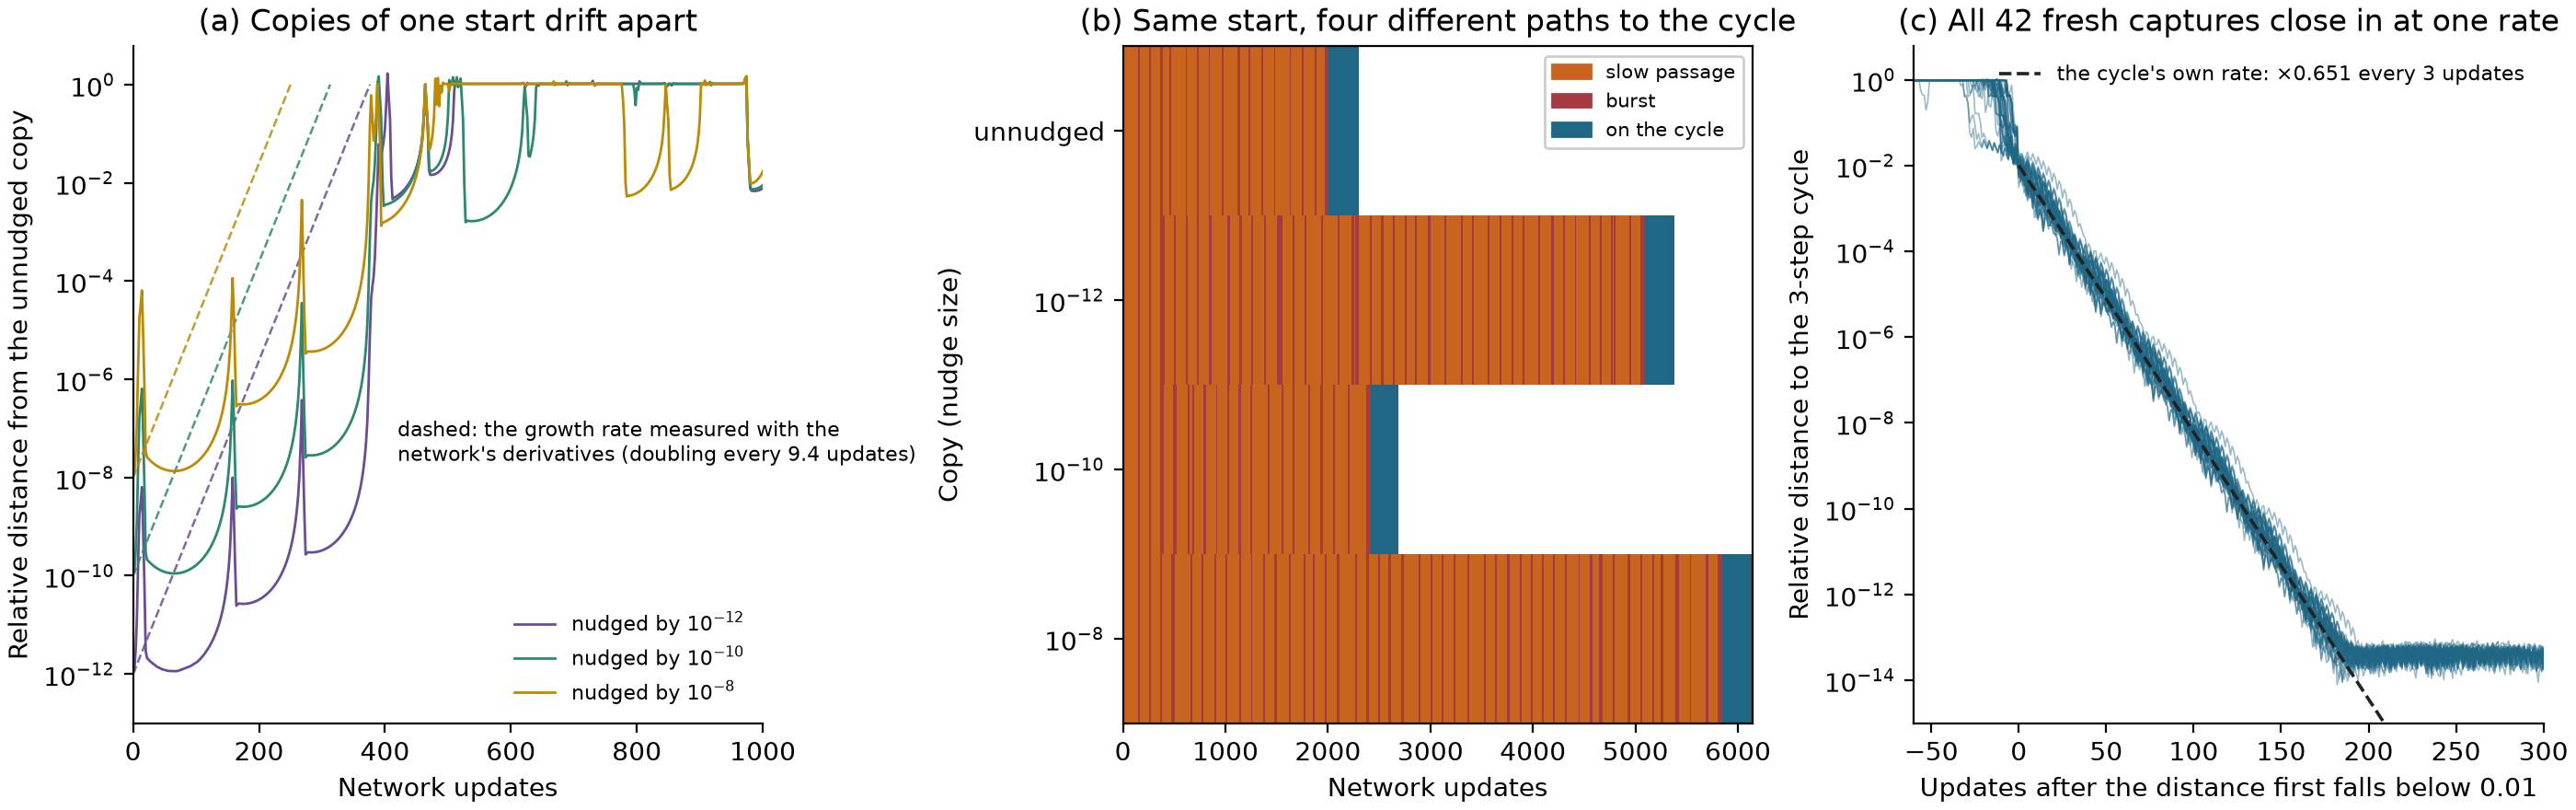 (a) Copies of one start drift apart
Relative distance from the unnudged copy
10⁰
10⁻²
10⁻⁴
10⁻⁶
10⁻⁸
10⁻¹⁰
10⁻¹²
dashed: the growth rate measured with the
network's derivatives (doubling every 9.4 updates)
nudged by 10⁻¹²
nudged by 10⁻¹⁰
nudged by 10⁻⁸
0 200 400 600 800 1000
Network updates
(b) Same start, four different paths to the cycle
Copy (nudge size)
unnudged
10⁻¹²
10⁻¹⁰
10⁻⁸
slow passage
burst
on the cycle
0 1000 2000 3000 4000 5000 6000
Network updates
(c) All 42 fresh captures close in at one rate
Relative distance to the 3-step cycle
10⁰
10⁻²
10⁻⁴
10⁻⁶
10⁻⁸
10⁻¹⁰
10⁻¹²
10⁻¹⁴
the cycle's own rate: ×0.651 every 3 updates
−50 0 50 100 150 200 250 300
Updates after the distance first falls below 0.01